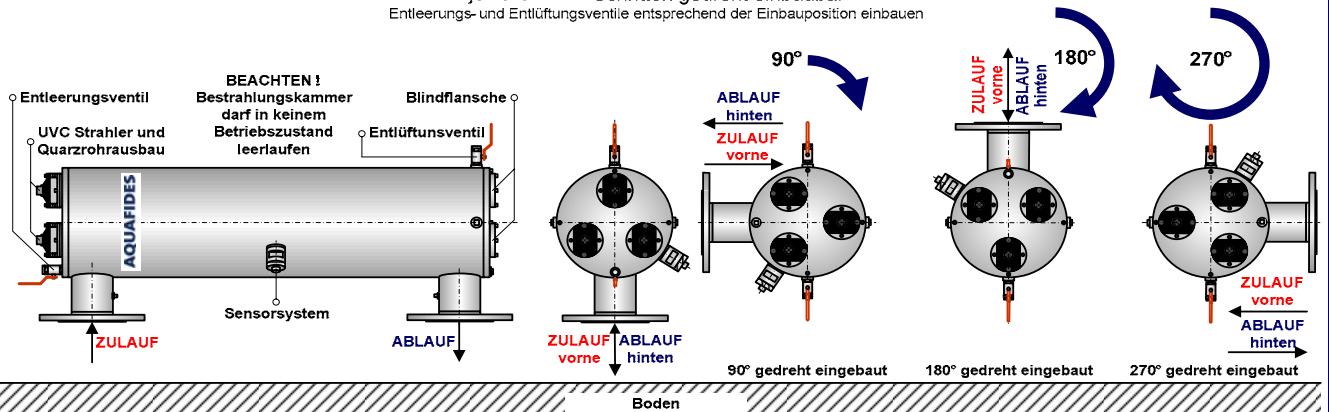 Entleerungs- und Entlüftungsventile entsprechend der Einbauposition einbauen
BEACHTEN !
Bestrahlungskammer
darf in keinem
Betriebszustand
leerlaufen
Entleerungsventil
UVC Strahler und
Quarzrohrausbau
Blindflansche
Entlüftunsventil
AQUAFIDES
Sensorsystem
ZULAUF
ABLAUF
ZULAUF
vorne
ABLAUF
hinten
90°
ABLAUF
hinten
ZULAUF
vorne
90° gedreht eingebaut
180°
ZULAUF
vorne
ABLAUF
hinten
180° gedreht eingebaut
270°
ZULAUF
vorne
ABLAUF
hinten
270° gedreht eingebaut
Boden